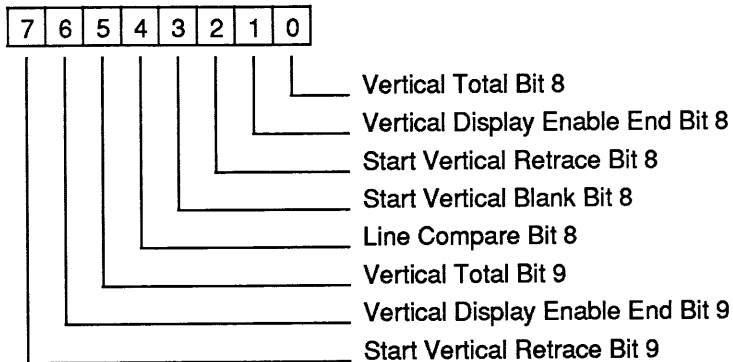 7 6 5 4 3 2 1 0
Vertical Total Bit 8
Vertical Display Enable End Bit 8
Start Vertical Retrace Bit 8
Start Vertical Blank Bit 8
Line Compare Bit 8
Vertical Total Bit 9
Vertical Display Enable End Bit 9
Start Vertical Retrace Bit 9